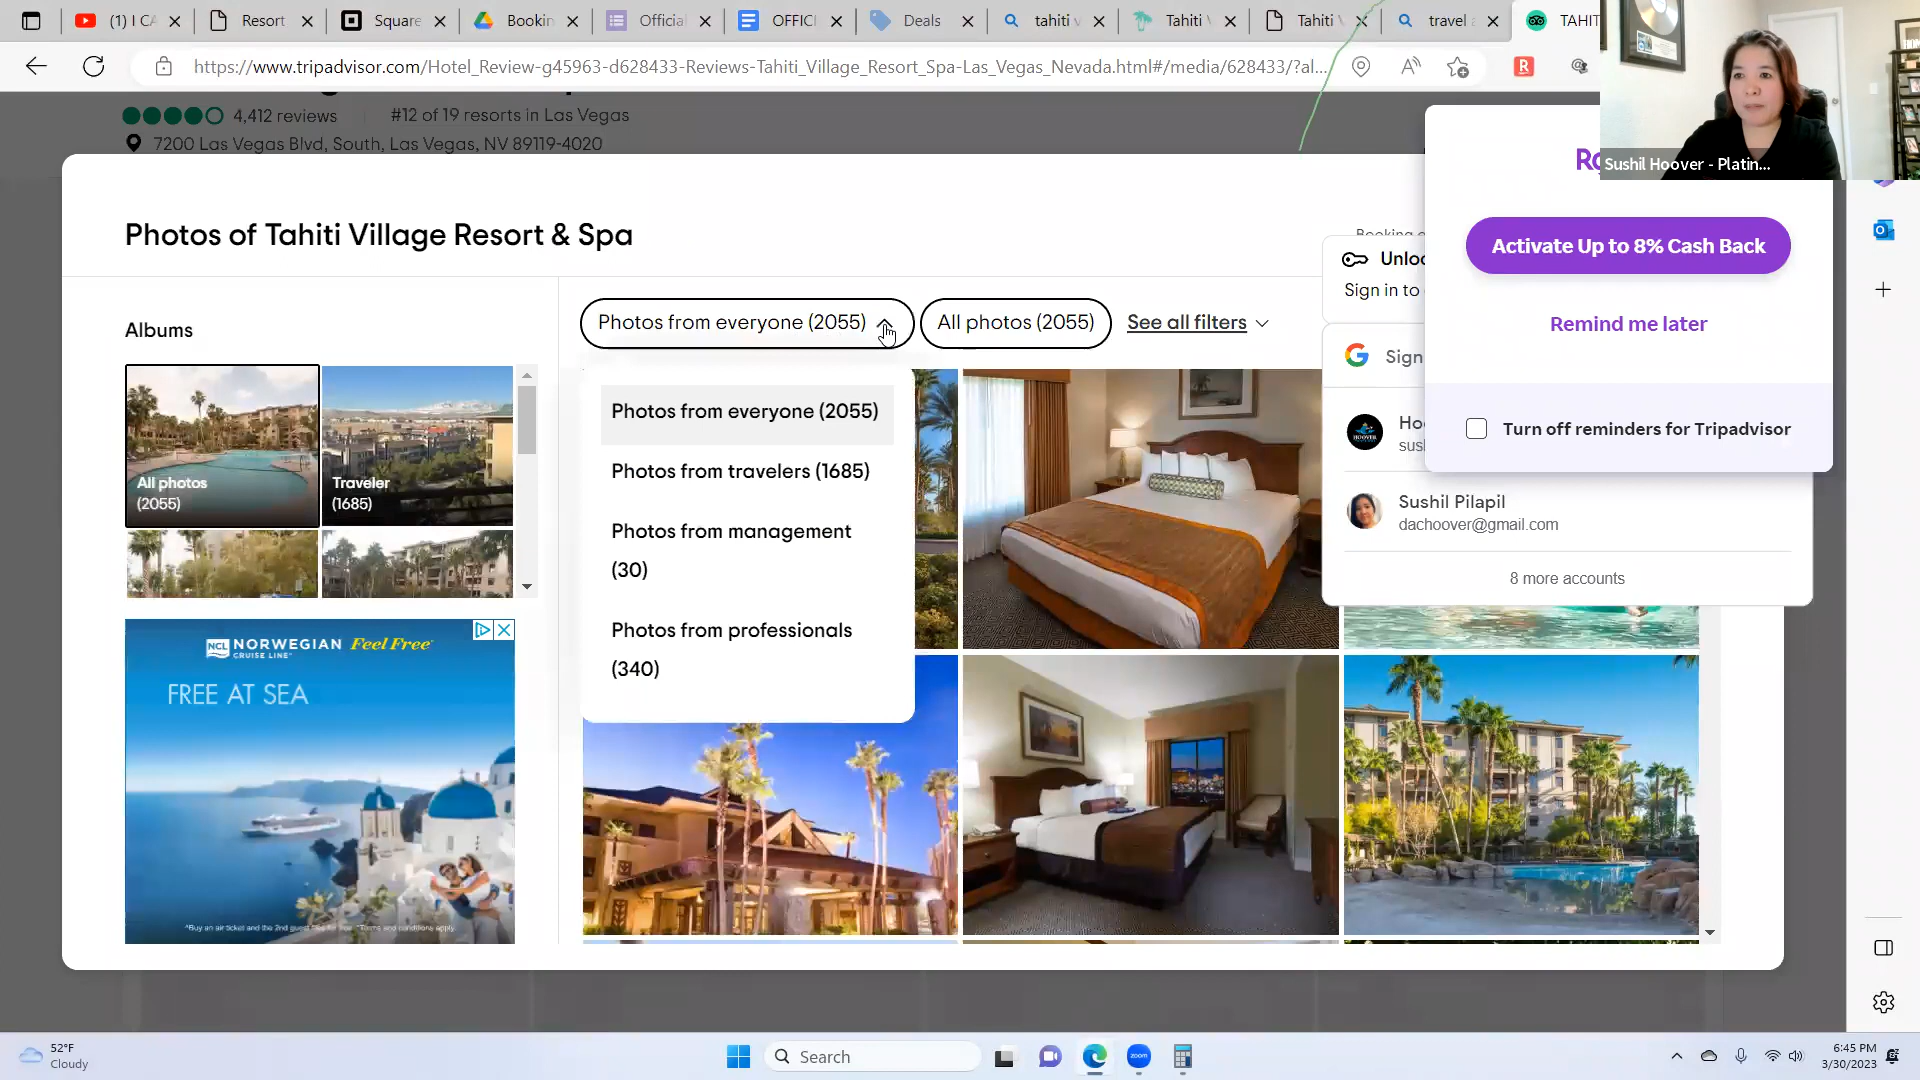 (1) I CA
Resort
Square
Bookin
Official
OFFICI
Deals
tahiti v
Tahiti V
Tahiti V
travel a
TAHIT
https://www.tripadvisor.com/Hotel_Review-g45963-d628433-Reviews-Tahiti_Village_Resort_Spa-Las_Vegas_Nevada.html#/media/628433/?al...
4,412 reviews
#12 of 19 resorts in Las Vegas
7200 Las Vegas Blvd, South, Las Vegas, NV 89119-4020
Sushil Hoover - Platin...
Photos of Tahiti Village Resort & Spa
Activate Up to 8% Cash Back
Remind me later
Turn off reminders for Tripadvisor
Unloc
Sign in to
Sign
Ho
sus
HOOVER
Sushil Pilapil
dachoover@gmail.com
8 more accounts
Albums
Photos from everyone (2055)
All photos (2055)
See all filters
Photos from everyone (2055)
Photos from travelers (1685)
Photos from management
(30)
Photos from professionals
(340)
All photos
(2055)
Traveler
(1685)
NCL NORWEGIAN Feel Free
CRUISE LINE
FREE AT SEA
52°F
Cloudy
Search
zoom
6:45 PM
3/30/2023